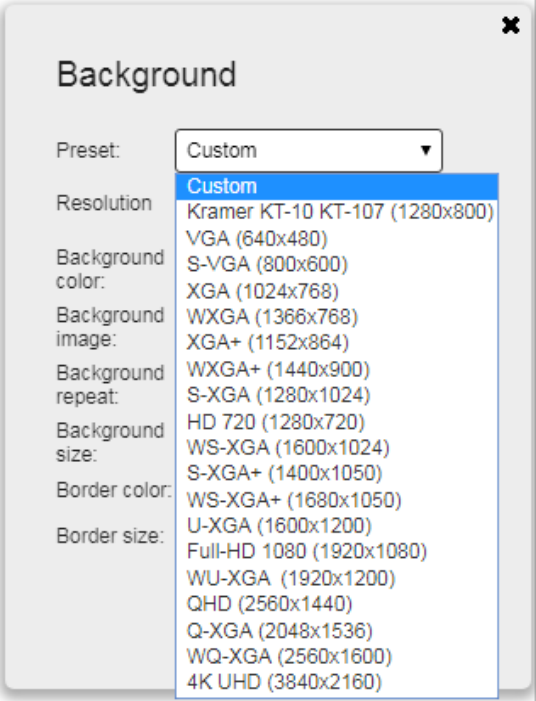 ✖
Background
Preset:
Custom ▼
Resolution
Background
color:
Background
image:
Background
repeat:
Background
size:
Border color:
Border size:
Custom
Kramer KT-10 KT-107 (1280x800)
VGA (640x480)
S-VGA (800x600)
XGA (1024x768)
WXGA (1366x768)
XGA+ (1152x864)
WXGA+ (1440x900)
S-XGA (1280x1024)
HD 720 (1280x720)
WS-XGA (1600x1024)
S-XGA+ (1400x1050)
WS-XGA+ (1680x1050)
U-XGA (1600x1200)
Full-HD 1080 (1920x1080)
WU-XGA  (1920x1200)
QHD (2560x1440)
Q-XGA (2048x1536)
WQ-XGA (2560x1600)
4K UHD (3840x2160)